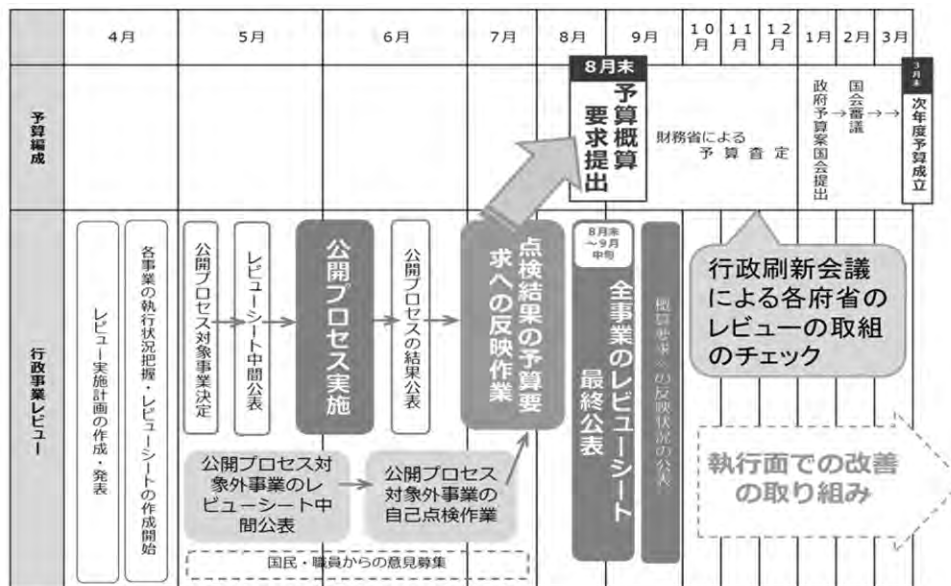 4月
5月
6月
7月
8月
9月
10月
11月
12月
1月
2月
3月
予算編成
8月末
予算概算
要求提出
財務省による
予算査定
政府予算案国会提出
→
国会審議
→
→
3月末
次年度予算成立
行政事業レビュー
レビュー実施計画の作成・発表
各事業の執行状況把握・レビューシートの作成開始
公開プロセス対象事業決定
レビューシート中間公表
公開プロセス実施
公開プロセスの結果公表
点検結果の予算要
求への反映作業
8月末
～9月
中旬
全事業のレビューシート
最終公表
概算要求への反映状況の公表
行政刷新会議
による各府省の
レビューの取組
のチェック
公開プロセス対
象外事業のレ
ビューシート中
間公表
公開プロセス
対象外事業の
自己点検作業
執行面での改善
の取り組み
国民・職員からの意見募集